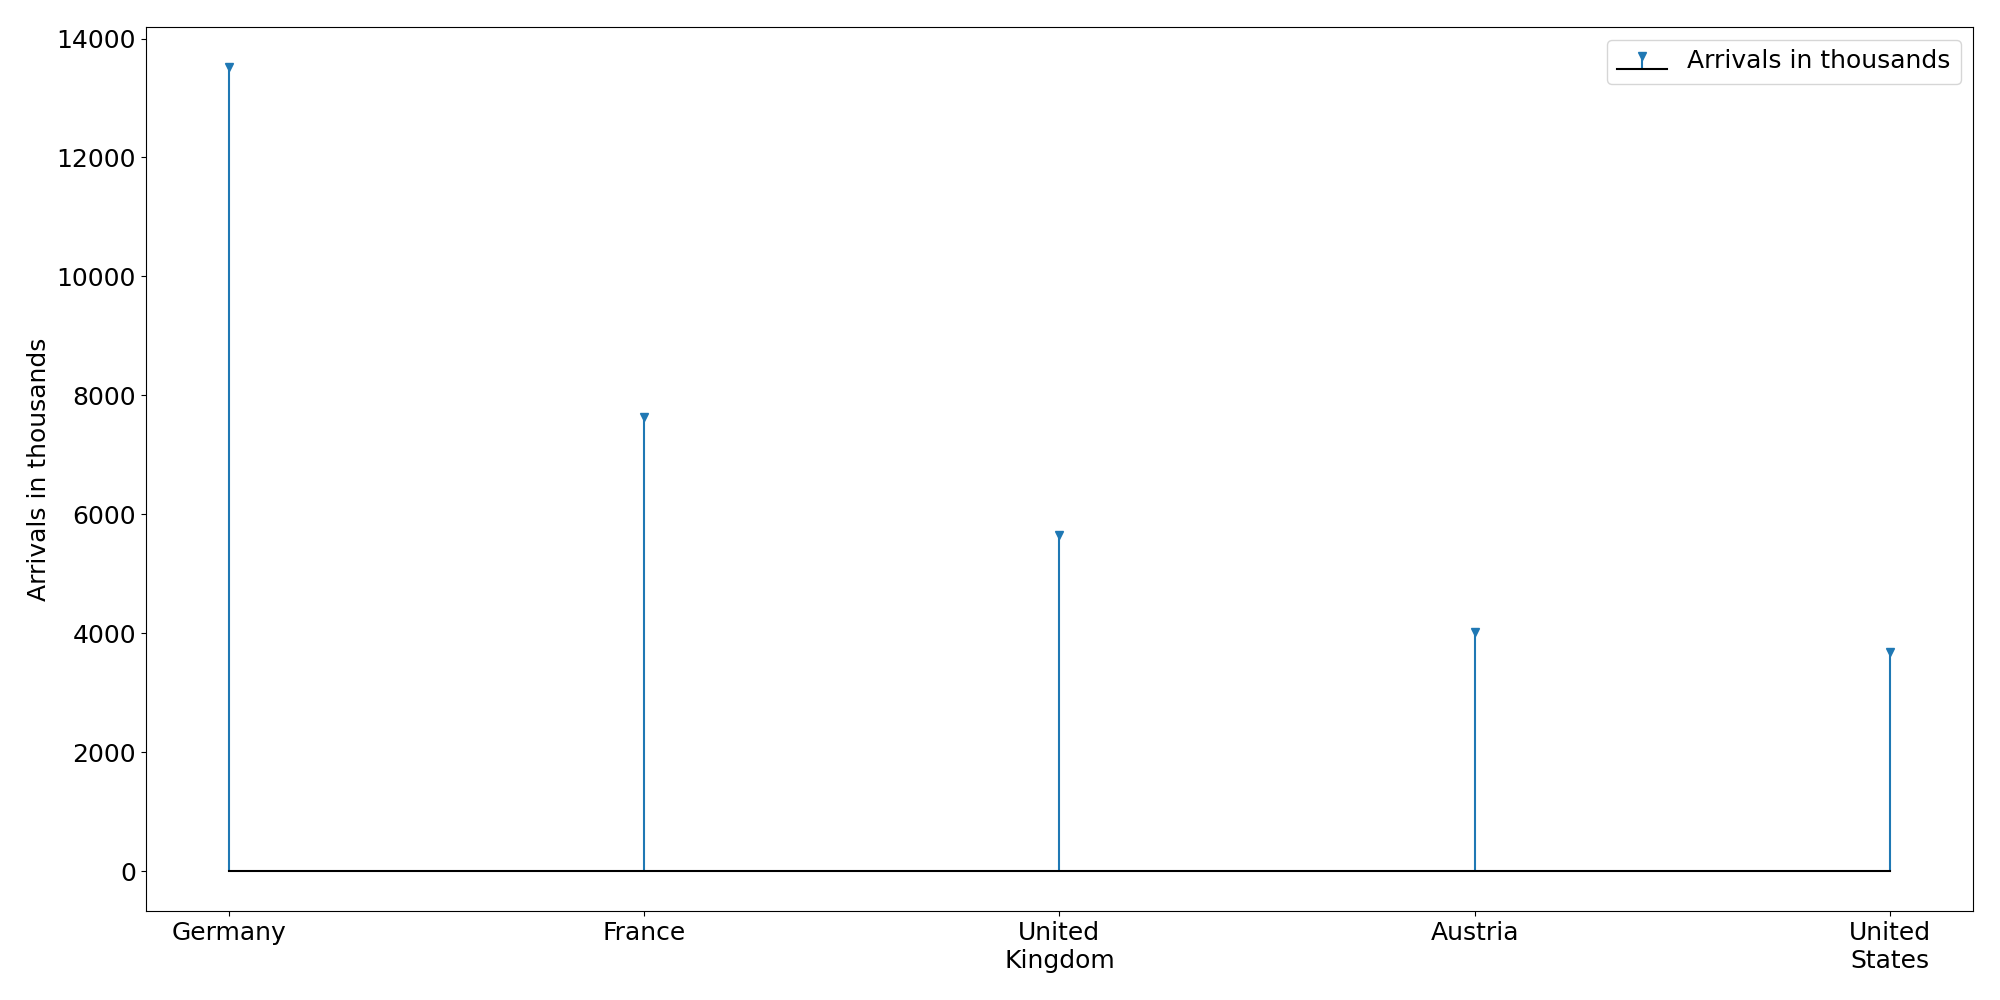 14000
12000
10000
8000
6000
4000
2000
0
Arrivals in thousands
Arrivals in thousands
Germany
France
United
Kingdom
Austria
United
States